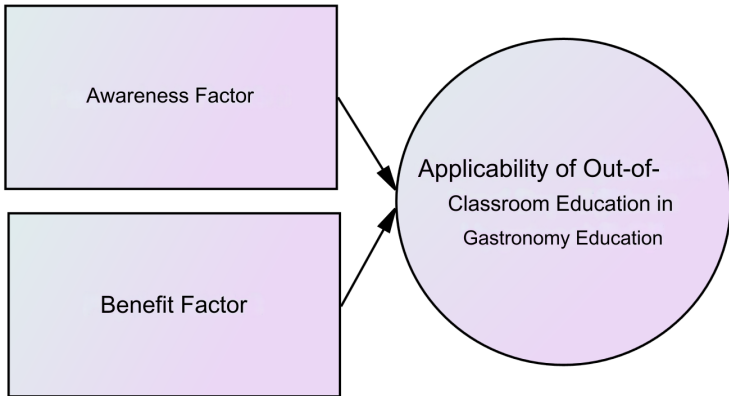 Awareness Factor
Benefit Factor
Applicability of Out-of-
Classroom Education in
Gastronomy Education